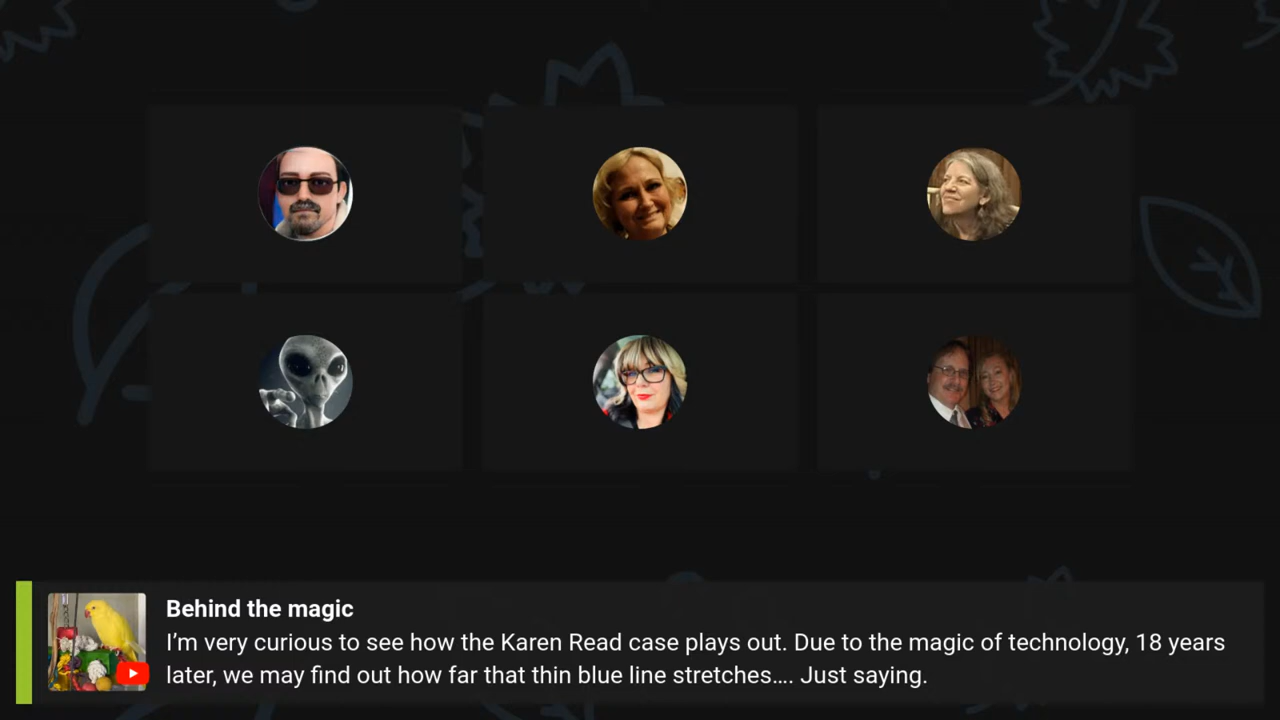 Behind the magic
I’m very curious to see how the Karen Read case plays out. Due to the magic of technology, 18 years
later, we may find out how far that thin blue line stretches…. Just saying.